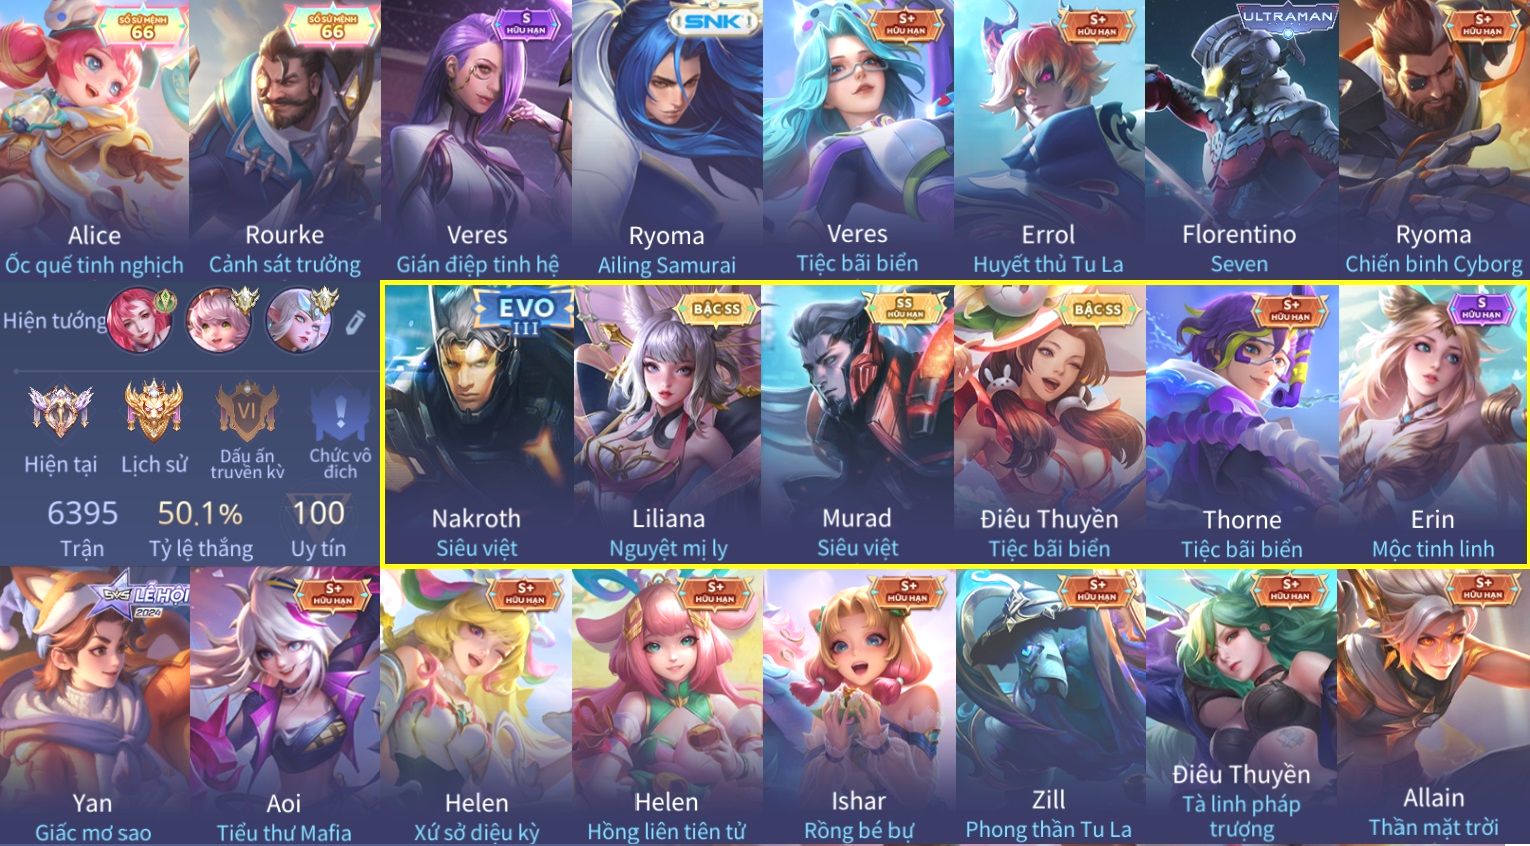 SỔ SỨ MỆNH
66
SỔ SỨ MỆNH
66
S
HỮU HẠN
SNK
S+
HỮU HẠN
S+
HỮU HẠN
ULTRAMAN
S+
HỮU HẠN
Alice
Ốc quế tinh nghịch
Rourke
Cảnh sát trưởng
Veres
Gián điệp tinh hệ
Ryoma
Ailing Samurai
Veres
Tiệc bãi biển
Errol
Huyết thủ Tu La
Florentino
Seven
Ryoma
Chiến binh Cyborg
Hiện tướng
Hiện tại
Lịch sử
VI
Dấu ấn
truyền kỳ
Chức vô
đich
6395
Trận
50.1%
Tỷ lệ thắng
100
Uy tín
EVO
III
BẬC SS
SS
HỮU HẠN
BẬC SS
S+
HỮU HẠN
S
HỮU HẠN
Nakroth
Siêu việt
Liliana
Nguyệt mị ly
Murad
Siêu việt
Điêu Thuyền
Tiệc bãi biển
Thorne
Tiệc bãi biển
Erin
Mộc tinh linh
LỄ HỘI
2024
S+
HỮU HẠN
S+
HỮU HẠN
S+
HỮU HẠN
S+
HỮU HẠN
S+
HỮU HẠN
S+
HỮU HẠN
S+
HỮU HẠN
Yan
Giấc mơ sao
Aoi
Tiểu thư Mafia
Helen
Xứ sở diệu kỳ
Helen
Hồng liên tiên tử
Ishar
Rồng bé bự
Zill
Phong thần Tu La
Điêu Thuyền
Tà linh pháp
trượng
Allain
Thần mặt trời